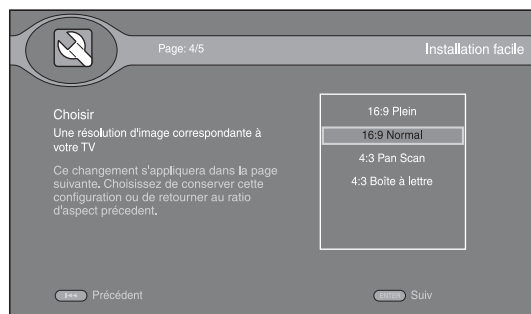 Page: 4/5
Installation facile
Choisir
Une résolution d'image correspondante à
votre TV
Ce changement s'appliquera dans la page
suivante. Choisissez de conserver cette
configuration ou de retourner au ratio
d'aspect précedent.
16:9 Plein
16:9 Normal
4:3 Pan Scan
4:3 Boîte à lettre
Précédent
ENTER Suiv